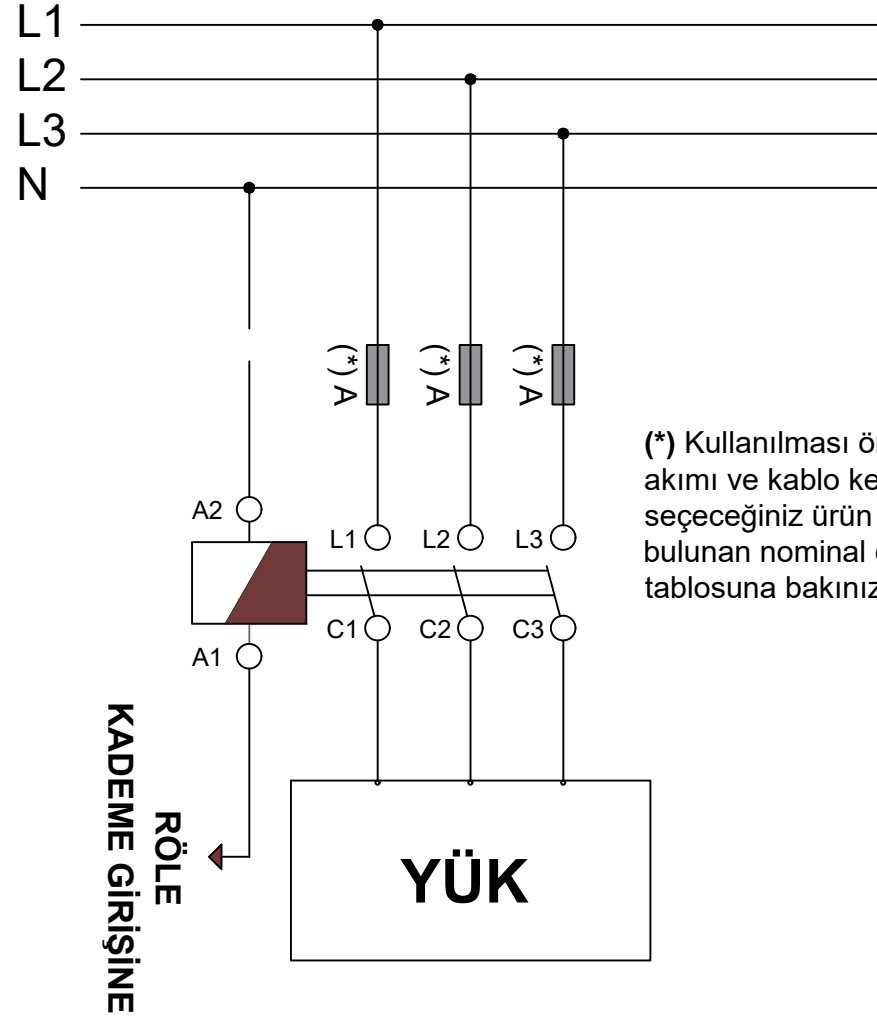 L1
L2
L3
N
(*) A
(*) A
(*) A
(*) Kullanılması
akımı ve kablo
seçeceğiniz ürün
bulunan nominal
tablosuna bakınız
A2
L1
L2
L3
C1
C2
C3
A1
RÖLE
KADEME GİRİŞİNE
YÜK